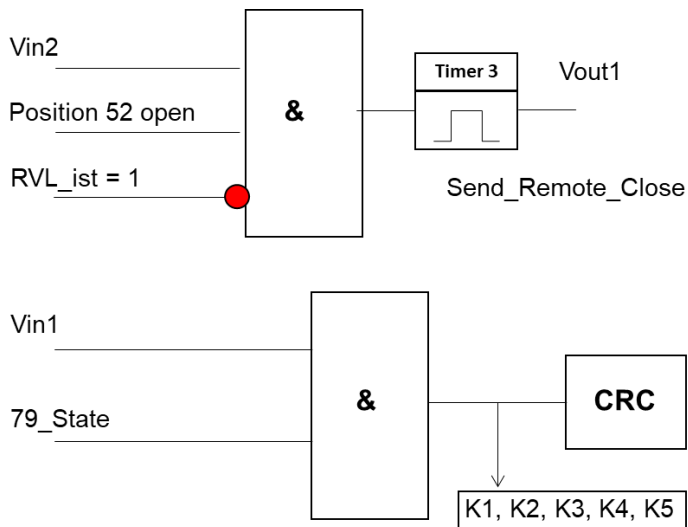 Vin2
Position 52 open
RVL_ist = 1
&
Timer 3
Vout1
Send_Remote_Close
Vin1
79_State
&
CRC
K1, K2, K3, K4, K5